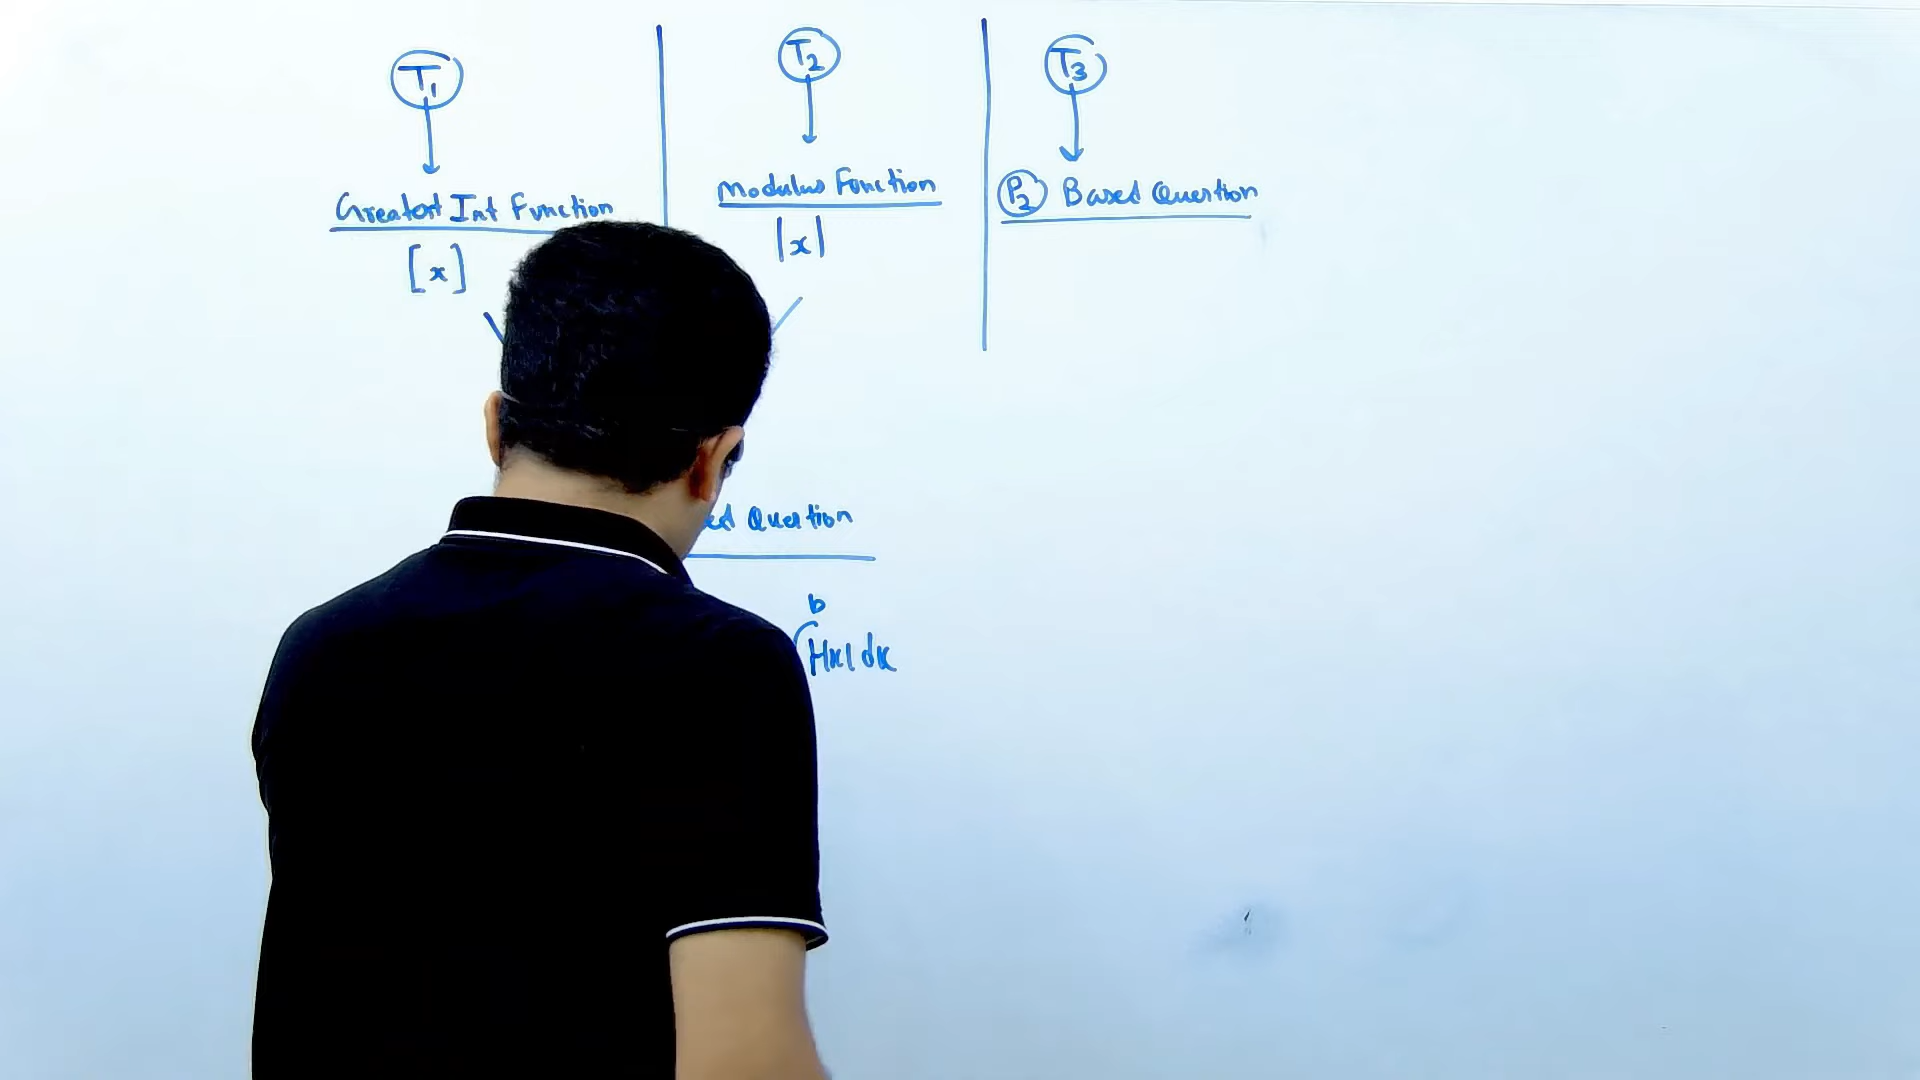 T1
T2
T3
Greatest Int Function
Modulus Function
P2 Based Question
[x]
|x|
ed Question
b
∫ f(x) dx